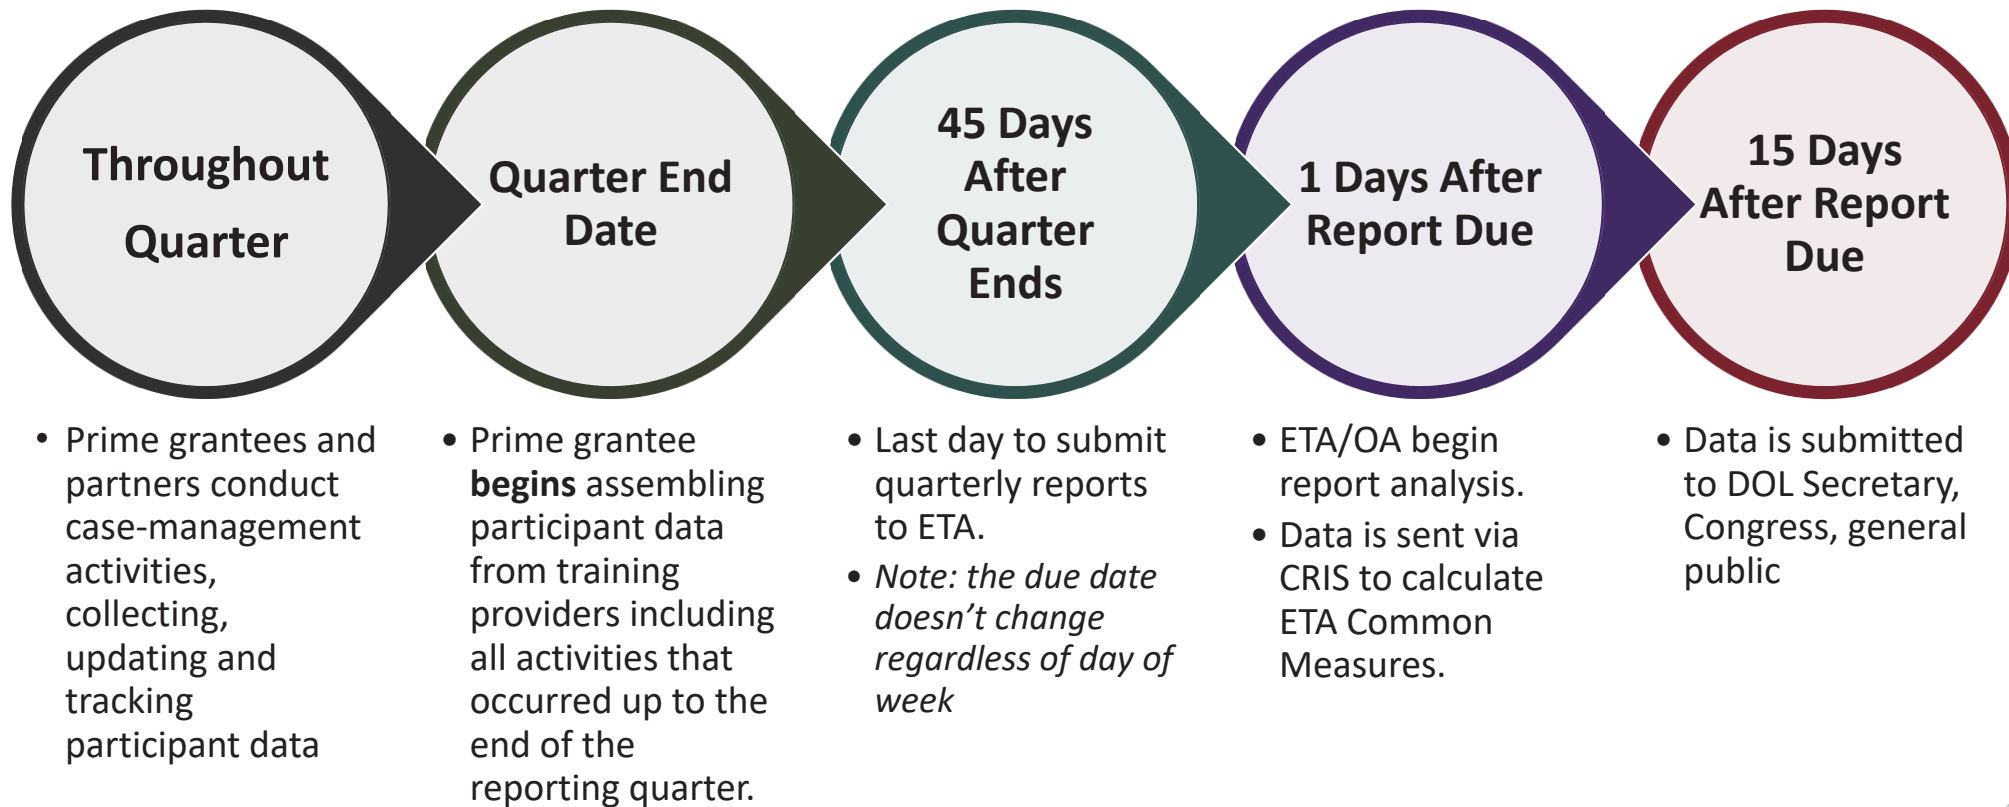 Throughout
Quarter
Quarter End
Date
45 Days
After
Quarter
Ends
1 Days After
Report Due
15 Days
After Report
Due
• Prime grantees and
partners conduct
case-management
activities,
collecting,
updating and
tracking
participant data
• Prime grantee
begins assembling
participant data
from training
providers including
all activities that
occurred up to the
end of the
reporting quarter.
• Last day to submit
quarterly reports
to ETA.
• Note: the due date
doesn’t change
regardless of day of
week
• ETA/OA begin
report analysis.
• Data is sent via
CRIS to calculate
ETA Common
Measures.
• Data is submitted
to DOL Secretary,
Congress, general
public